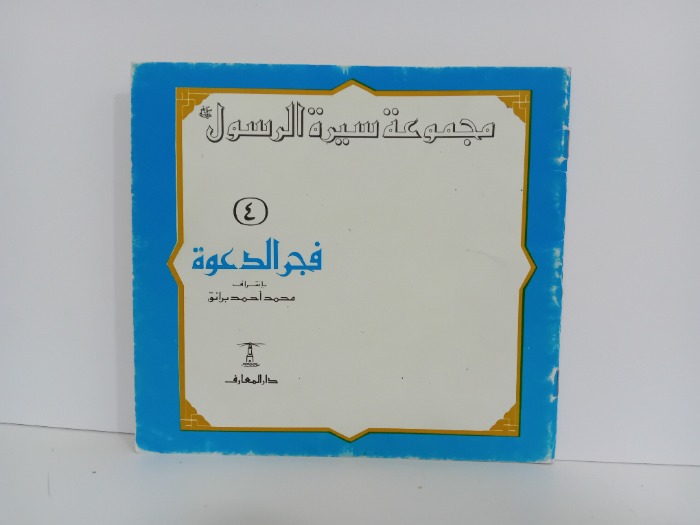 مجموعة سيرة الرسول ﷺ
٤
فجر الدعوة
بإشراف
محمد أحمد برانق
دار المعارف